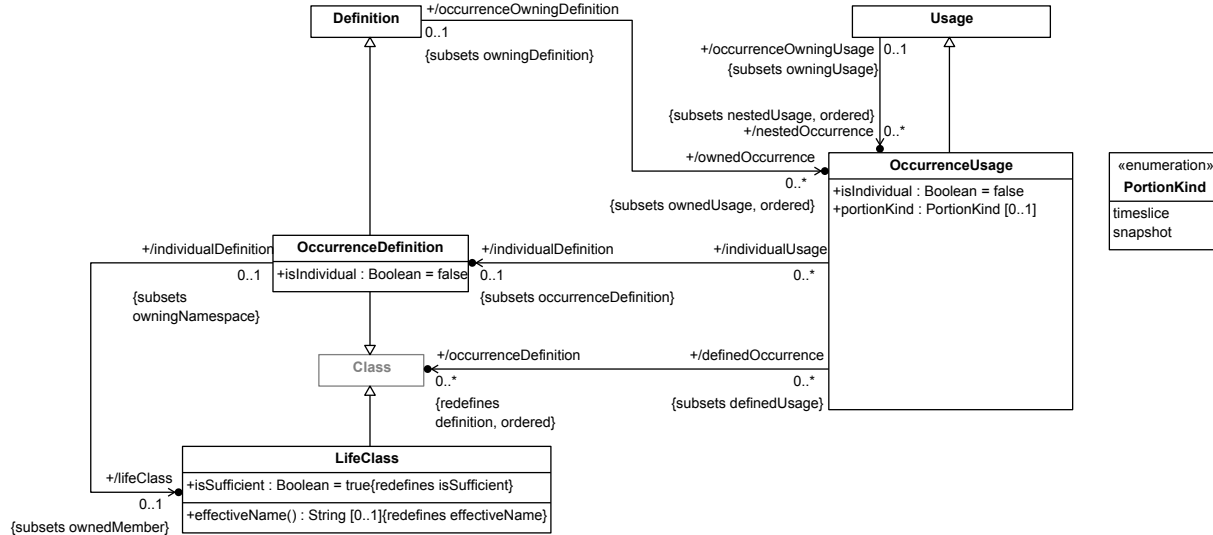 Definition
+/occurrenceOwningDefinition
0..1
{subsets owningDefinition}
Usage
+/occurrenceOwningUsage
0..1
{subsets owningUsage}
{subsets nestedUsage, ordered}
+/nestedOccurrence
0..*
+/ownedOccurrence
0..*
{subsets ownedUsage, ordered}
OccurrenceUsage
+isIndividual : Boolean = false
+portionKind : PortionKind [0..1]
«enumeration»
PortionKind
timeslice
snapshot
+/individualDefinition
0..1
{subsets
owningNamespace}
OccurrenceDefinition
+isIndividual : Boolean = false
+/individualDefinition
0..1
{subsets occurrenceDefinition}
+/individualUsage
0..*
Class
+/occurrenceDefinition
0..*
{redefines
definition, ordered}
+/definedOccurrence
0..*
{subsets definedUsage}
LifeClass
+isSufficient : Boolean = true{redefines isSufficient}
+effectiveName() : String [0..1]{redefines effectiveName}
+/lifeClass
0..1
{subsets ownedMember}